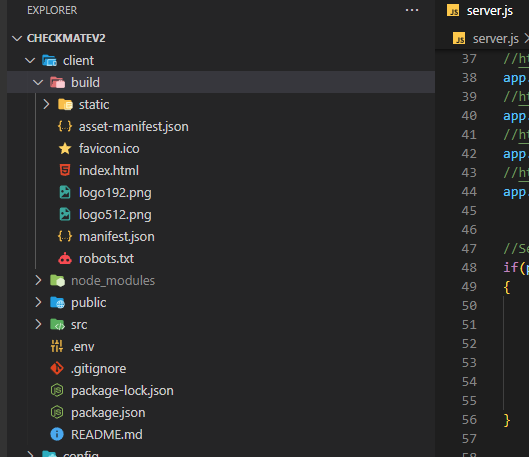 EXPLORER
...
server.js
CHECKMATEV2
client
build
static
asset-manifest.json
favicon.ico
index.html
logo192.png
logo512.png
manifest.json
robots.txt
node_modules
public
src
.env
.gitignore
package-lock.json
package.json
README.md
config
server.js
37 //ht
38 app.
39 //ht
40 app.
41 //ht
42 app.
43 //ht
44 app.
45
46
47 //Se
48 if(p
49 {
50
51
52
53
54
55
56 }
57
58